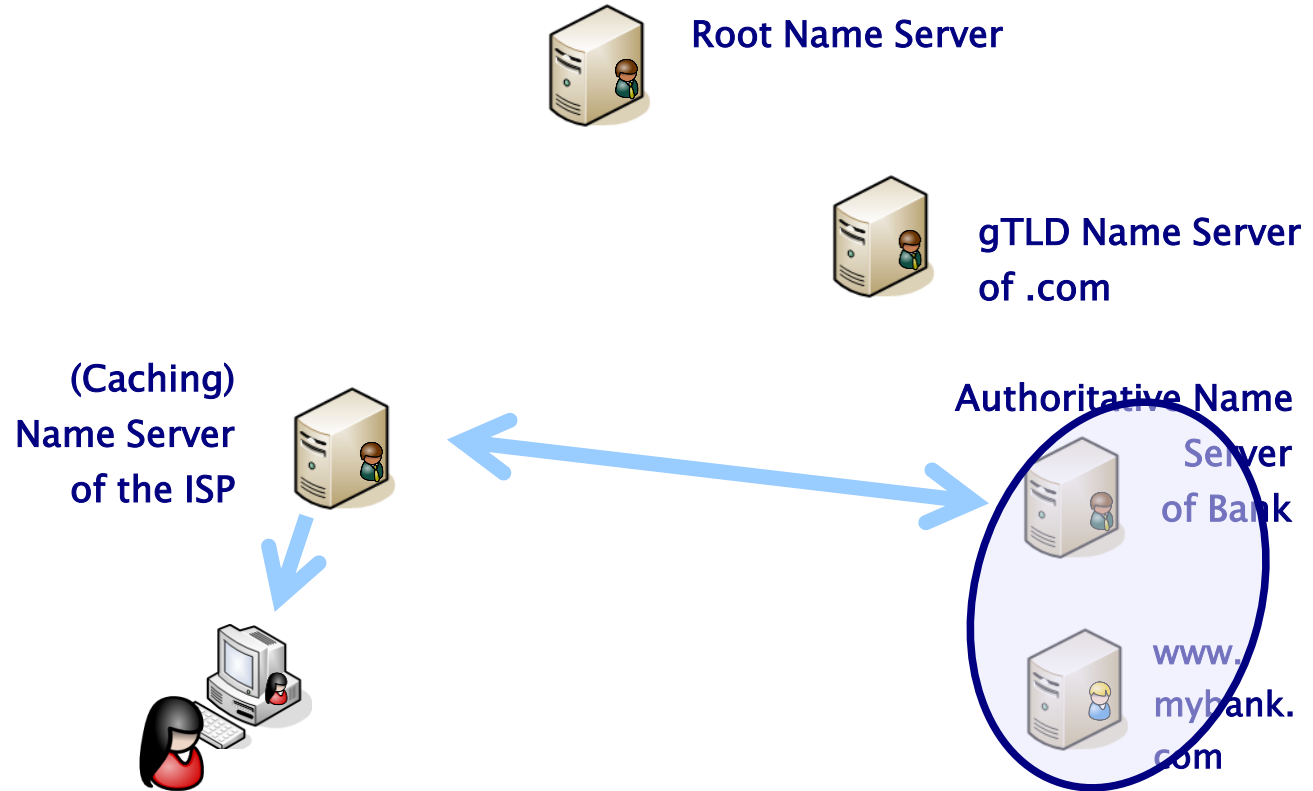 Root Name Server
gTLD Name Server
of .com
(Caching)
Name Server
of the ISP
Authoritative Name
Server
of Bank
www.
mybank.
com